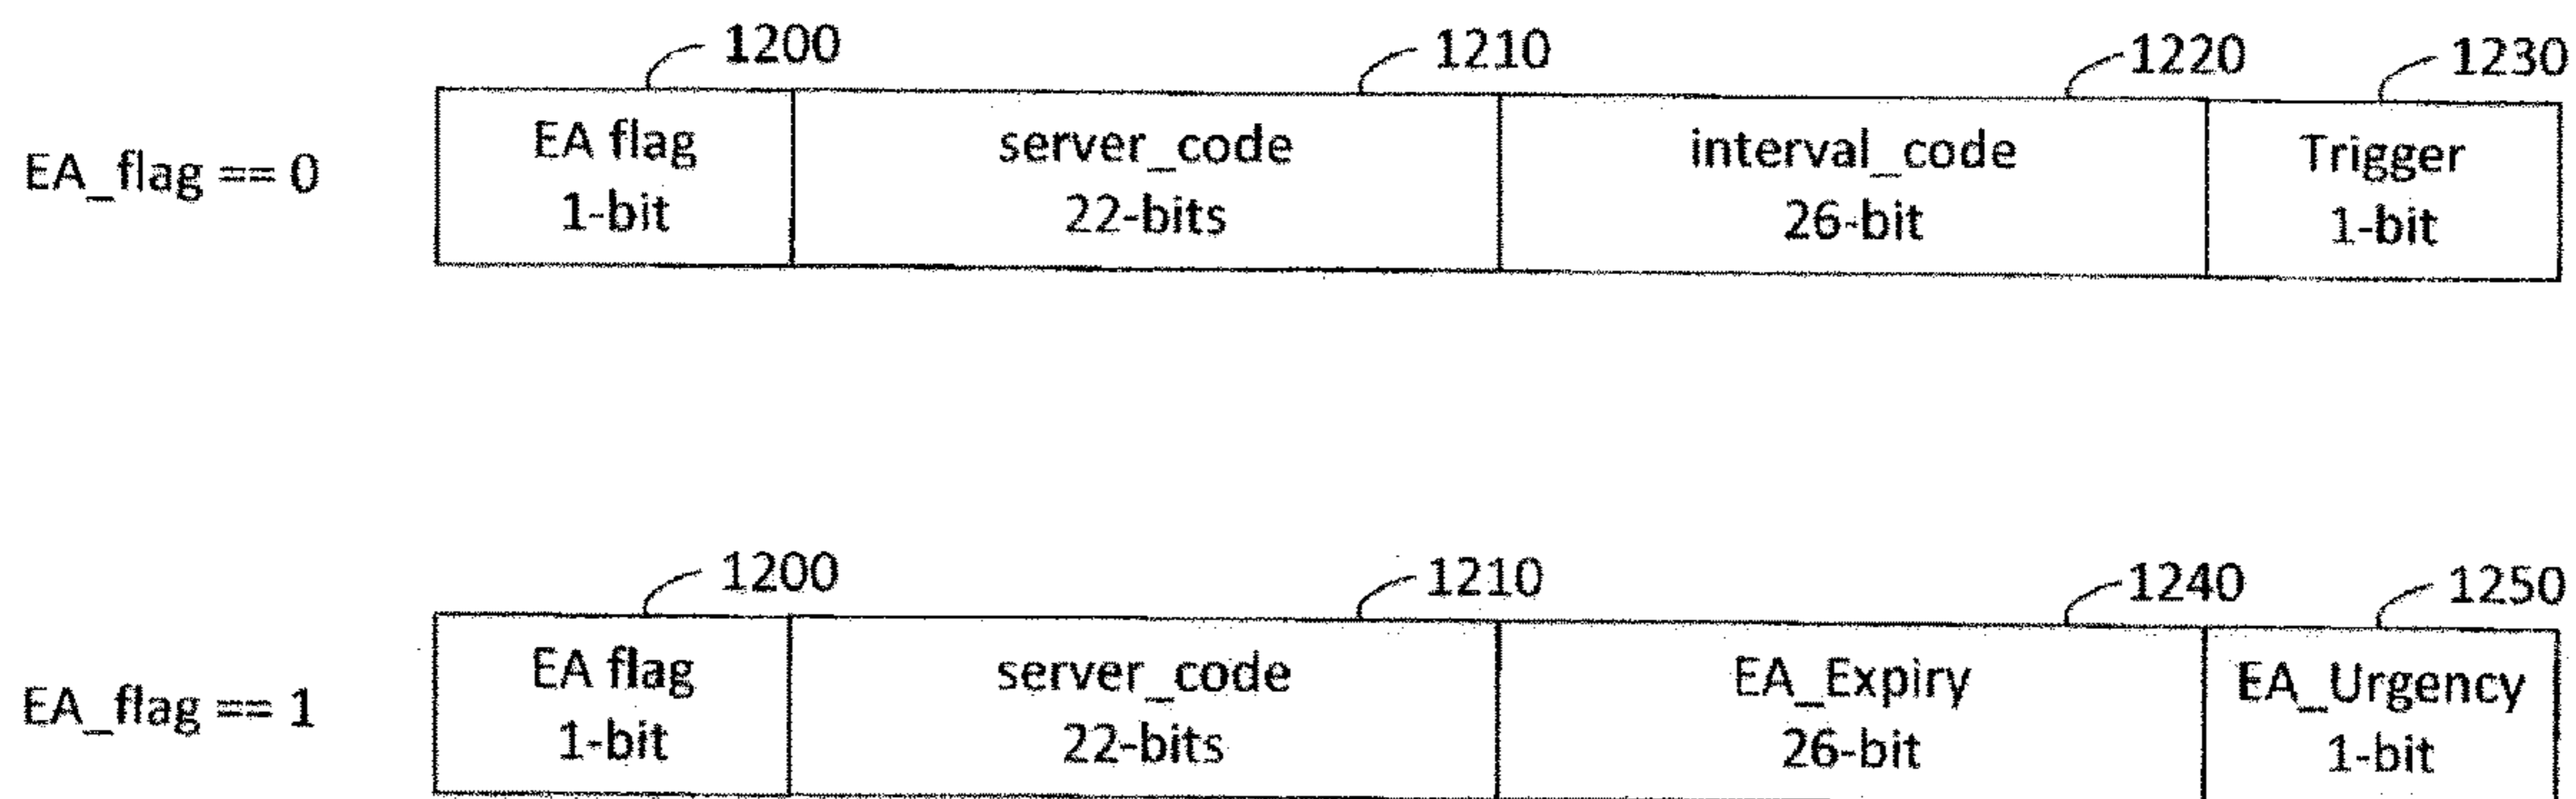 1200 1210 1220 1230
EA_flag == 0
EA flag server_code interval_code Trigger
1-bit 22-bits 26-bit 1-bit
1200 1210 1240 1250
EA_flag == 1
EA flag server_code EA_Expiry EA_Urgency
1-bit 22-bits 26-bit 1-bit